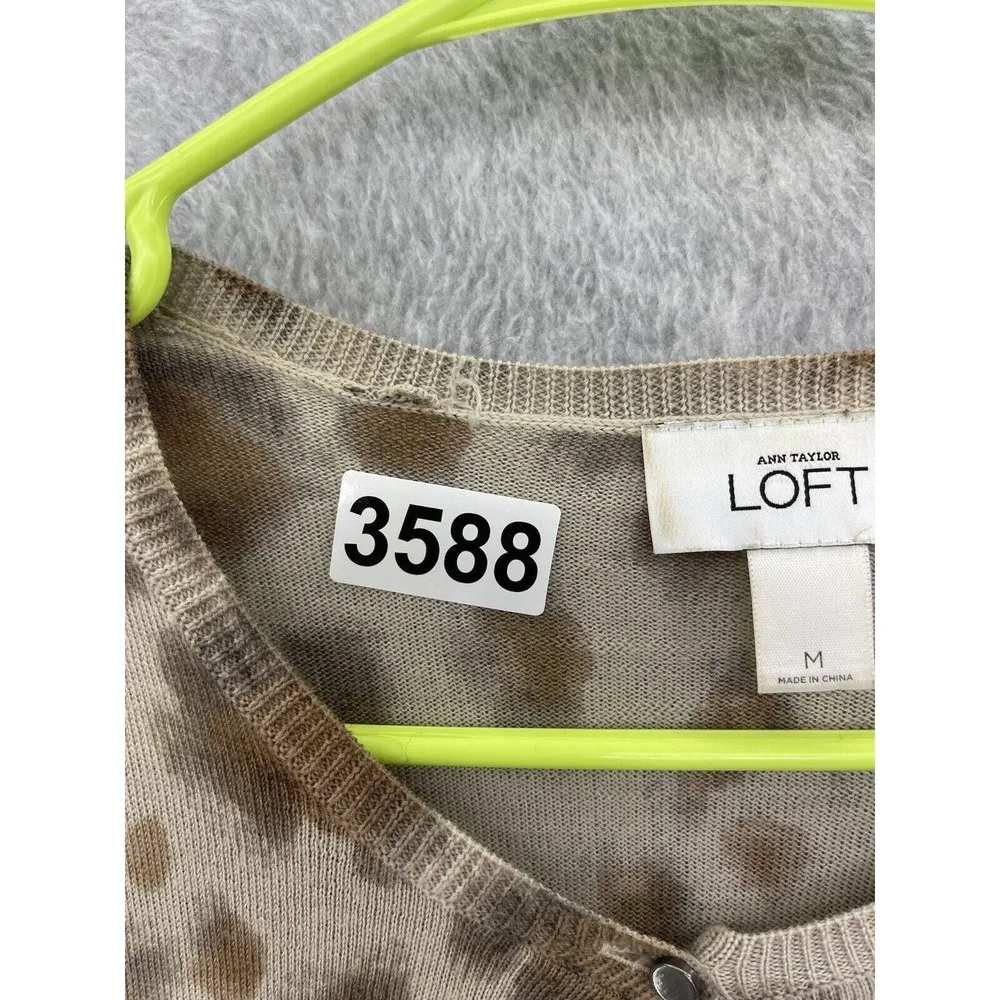 3588
ANN TAYLOR
LOFT
M
MADE IN CHINA